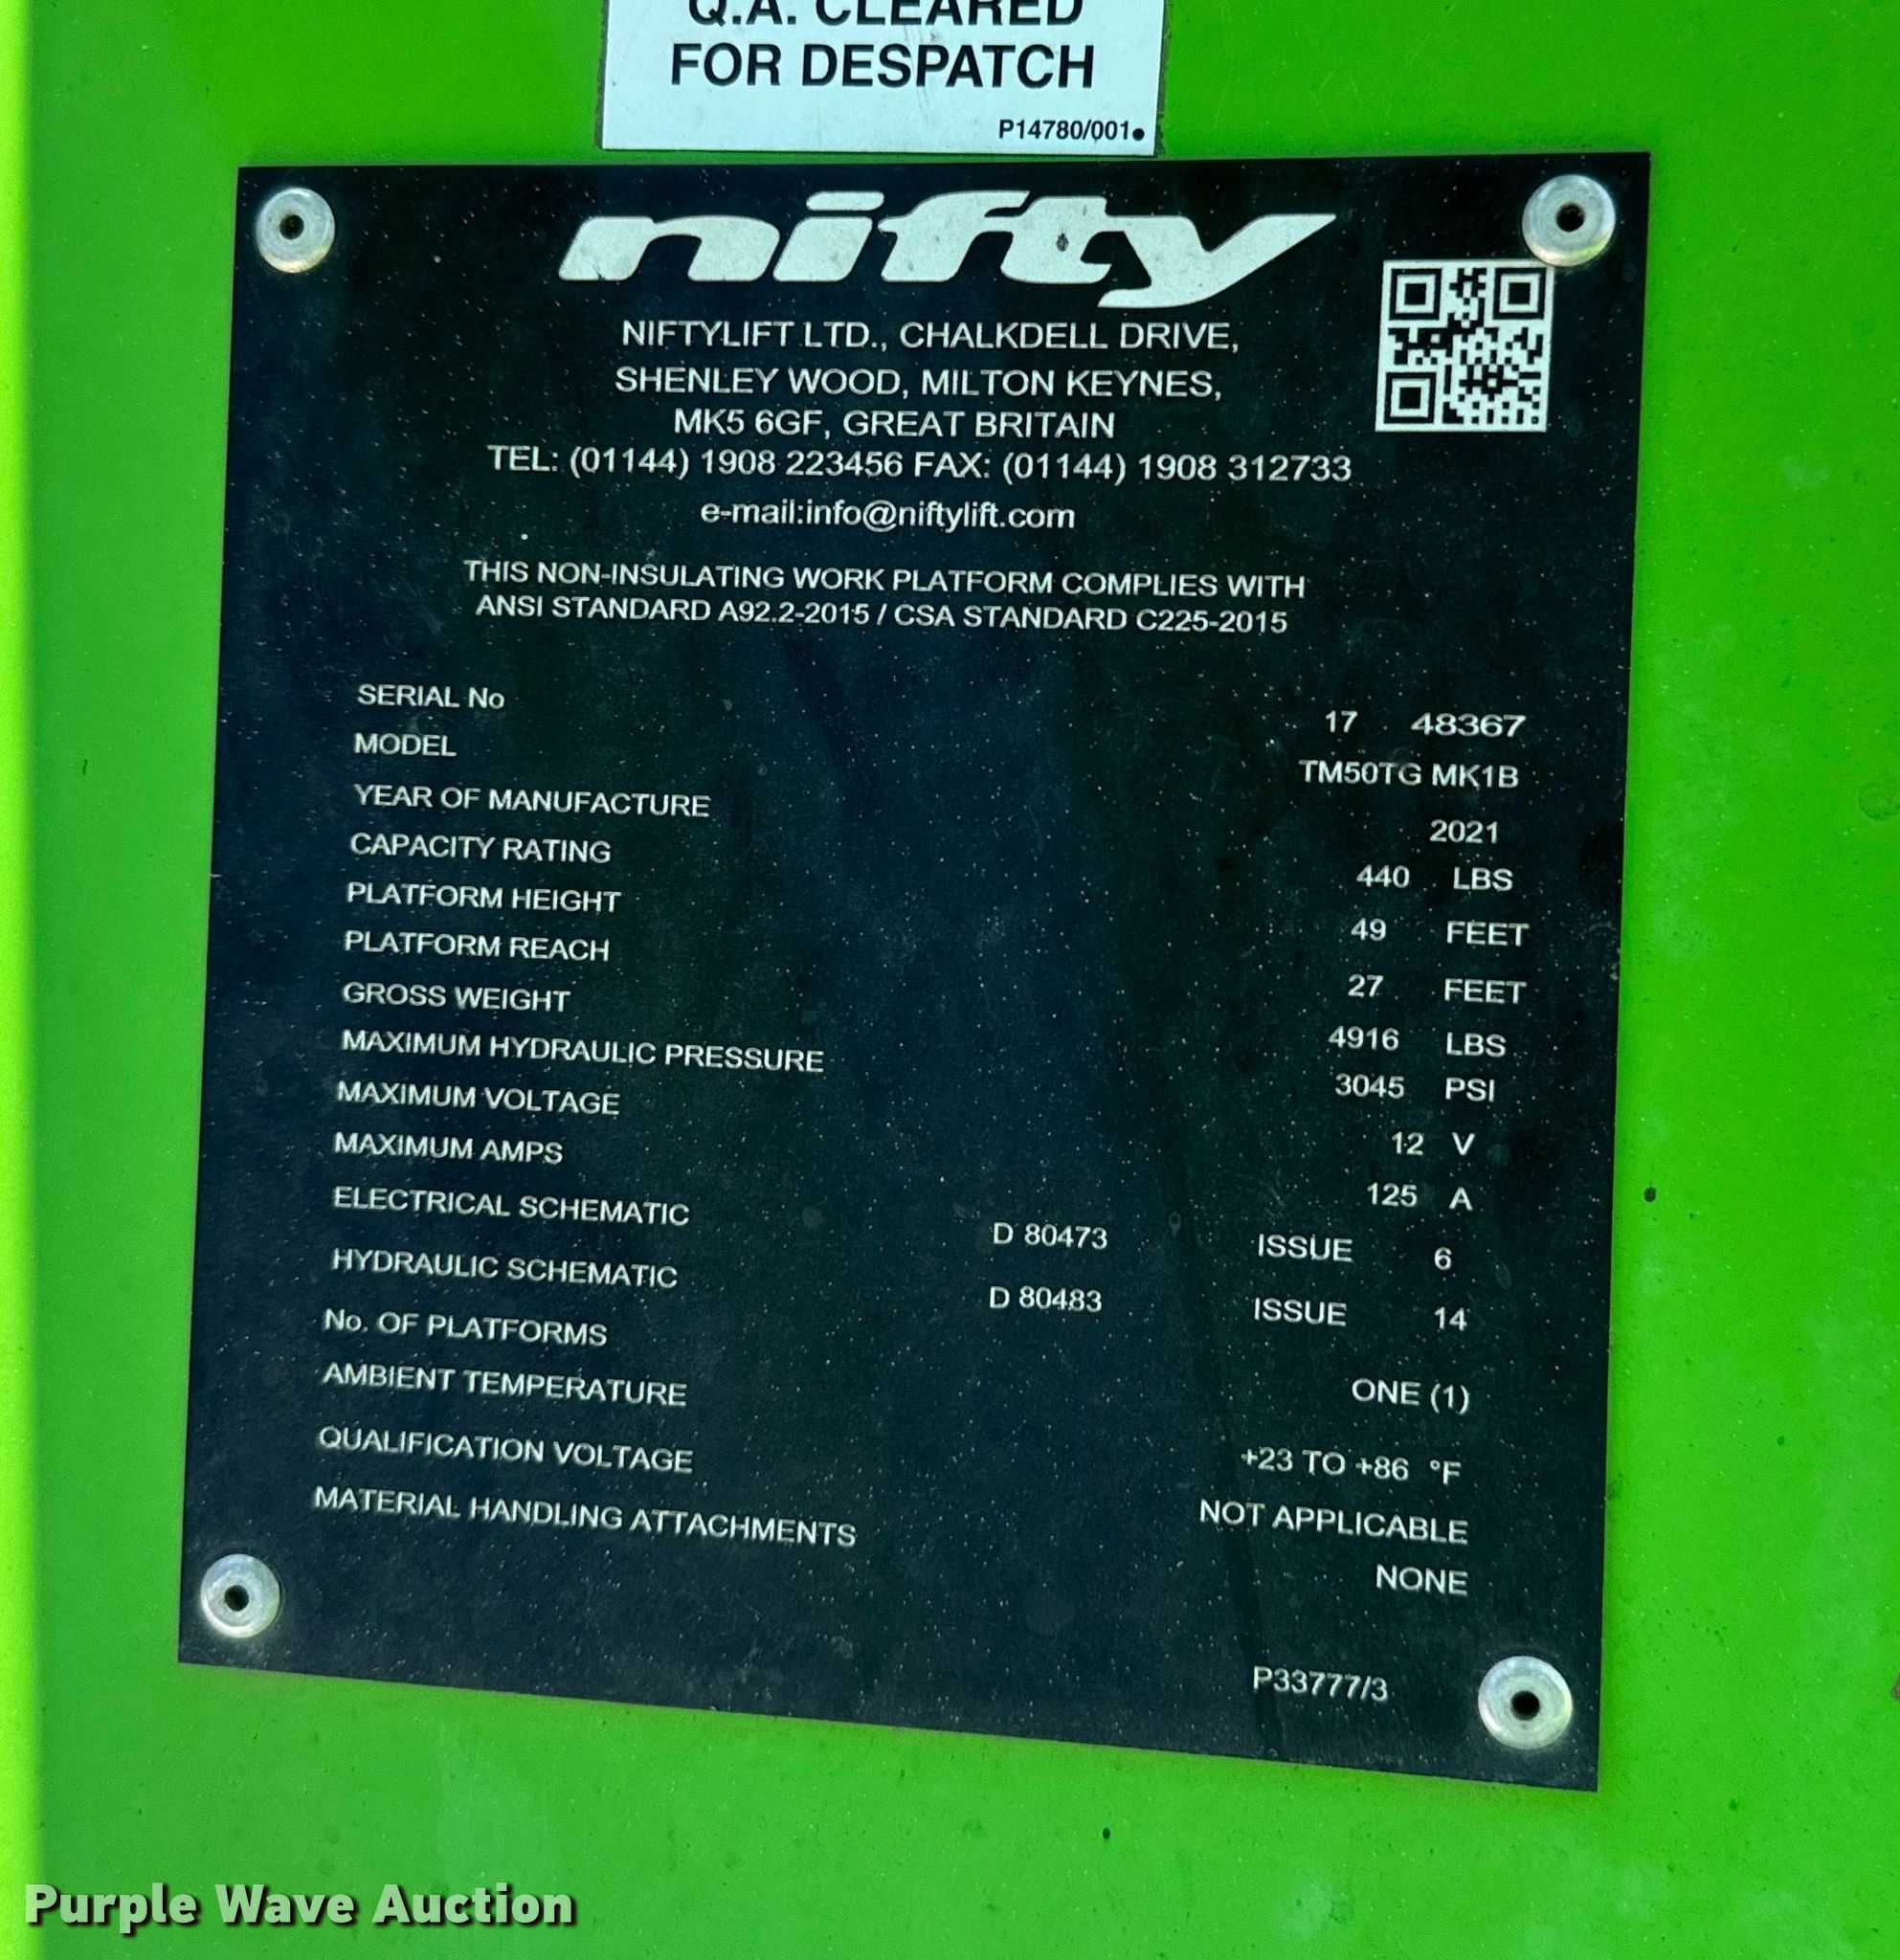 Q.A. CLEARED
FOR DESPATCH
P14780/001
nifty
NIFTYLIFT LTD., CHALKDELL DRIVE,
SHENLEY WOOD, MILTON KEYNES,
MK5 6GF, GREAT BRITAIN
TEL: (01144) 1908 223456 FAX: (01144) 1908 312733
e-mail:info@niftylift.com
THIS NON-INSULATING WORK PLATFORM COMPLIES WITH
ANSI STANDARD A92.2-2015 / CSA STANDARD C225-2015
SERIAL No 17 48367
MODEL TM50TG MK1B
YEAR OF MANUFACTURE 2021
CAPACITY RATING 440 LBS
PLATFORM HEIGHT 49 FEET
PLATFORM REACH 27 FEET
GROSS WEIGHT 4916 LBS
MAXIMUM HYDRAULIC PRESSURE 3045 PSI
MAXIMUM VOLTAGE 12 V
MAXIMUM AMPS 125 A
ELECTRICAL SCHEMATIC D 80473 ISSUE 6
HYDRAULIC SCHEMATIC D 80483 ISSUE 14
No. OF PLATFORMS ONE (1)
AMBIENT TEMPERATURE +23 TO +86 °F
QUALIFICATION VOLTAGE NOT APPLICABLE
MATERIAL HANDLING ATTACHMENTS NONE
P33777/3
Purple Wave Auction